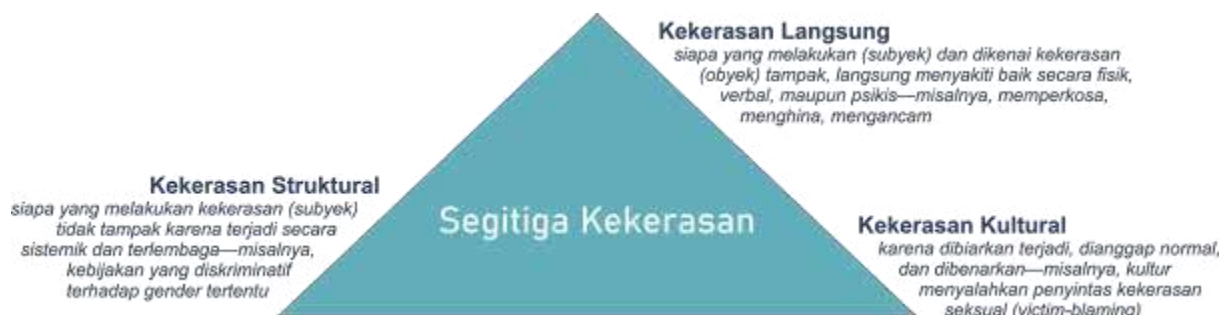 Kekerasan Langsung
siapa yang melakukan (subyek) dan dikenai kekerasan
(obyek) tampak, langsung menyakiti baik secara fisik,
verbal, maupun psikis—misalnya, memperkosa,
menghina, mengancam
Kekerasan Struktural
siapa yang melakukan kekerasan (subyek)
tidak tampak karena terjadi secara
sistemik dan terlembaga—misalnya,
kebijakan yang diskriminatif
terhadap gender tertentu
Segitiga Kekerasan
Kekerasan Kultural
karena dibiarkan terjadi, dianggap normal,
dan dibenarkan—misalnya, kultur
menyalahkan penyintas kekerasan
seksual (victim-blaming)